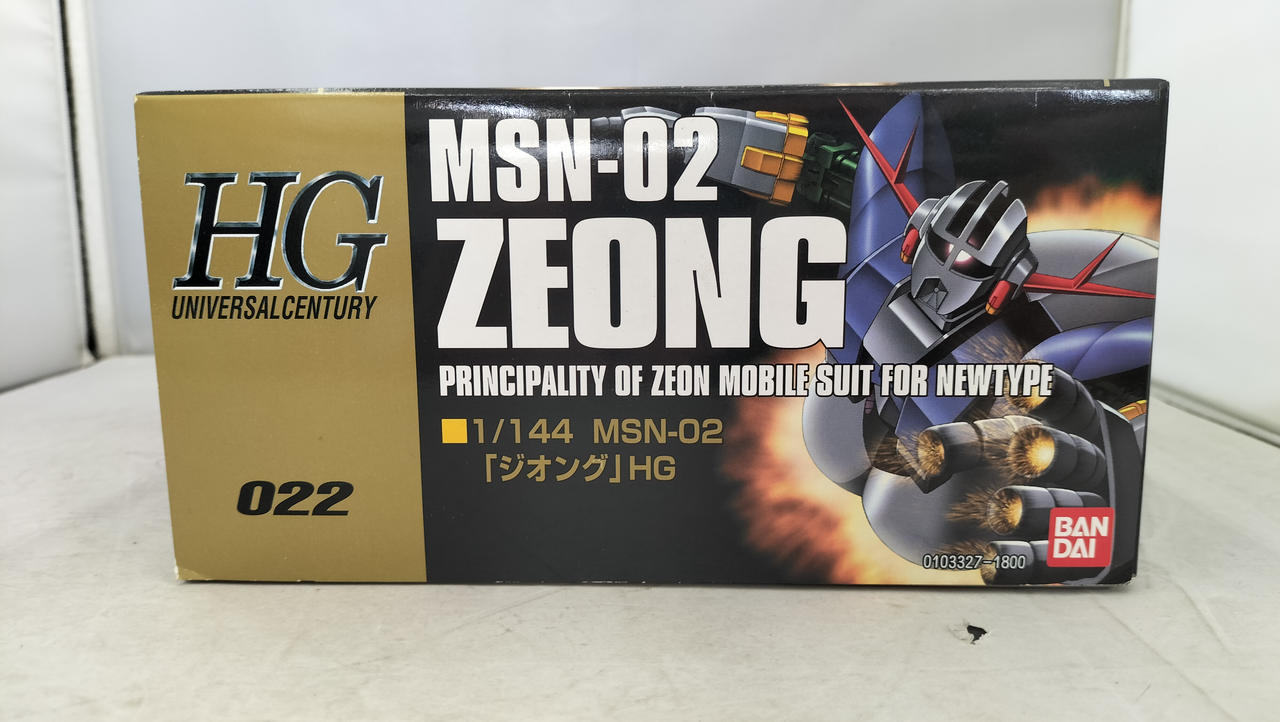 HG
UNIVERSALCENTURY
022
MSN-02
ZEONG
PRINCIPALITY OF ZEON MOBILE SUIT FOR NEWTYPE
■1/144 MSN-02
「ジオング」HG
0103327-1800
BAN
DAI